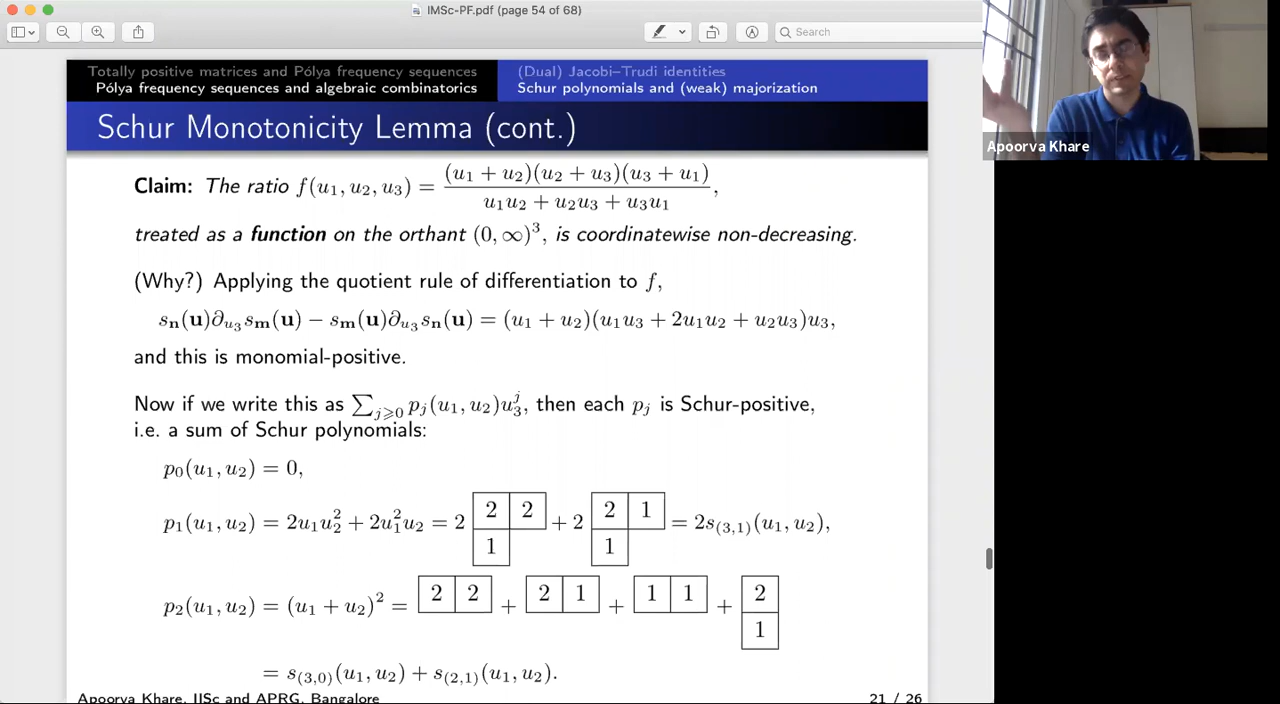 IMSc-PF.pdf (page 54 of 68)
Search
Totally positive matrices and Pólya frequency sequences
Pólya frequency sequences and algebraic combinatorics
(Dual) Jacobi–Trudi identities
Schur polynomials and (weak) majorization
Schur Monotonicity Lemma (cont.)
Apoorva Khare
Claim: The ratio f(u₁, u₂, u₃) = (u₁ + u₂)(u₂ + u₃)(u₃ + u₁) / u₁u₂ + u₂u₃ + u₃u₁,
treated as a function on the orthant (0, ∞)³, is coordinatewise non-decreasing.
(Why?) Applying the quotient rule of differentiation to f,
s_n(u)∂_{u₃}s_m(u) − s_m(u)∂_{u₃}s_n(u) = (u₁ + u₂)(u₁u₃ + 2u₁u₂ + u₂u₃)u₃,
and this is monomial-positive.
Now if we write this as ∑_{j⩾0} p_j(u₁, u₂)u₃^j, then each p_j is Schur-positive,
i.e. a sum of Schur polynomials:
p₀(u₁, u₂) = 0,
p₁(u₁, u₂) = 2u₁u₂² + 2u₁²u₂ = 2 2 2 + 2 2 1 = 2s_{(3,1)}(u₁, u₂),
1 1
p₂(u₁, u₂) = (u₁ + u₂)² = 2 2 + 2 1 + 1 1 + 2
1
= s_{(3,0)}(u₁, u₂) + s_{(2,1)}(u₁, u₂).
Apoorva Khare, IISc and APRG, Bangalore
21 / 26